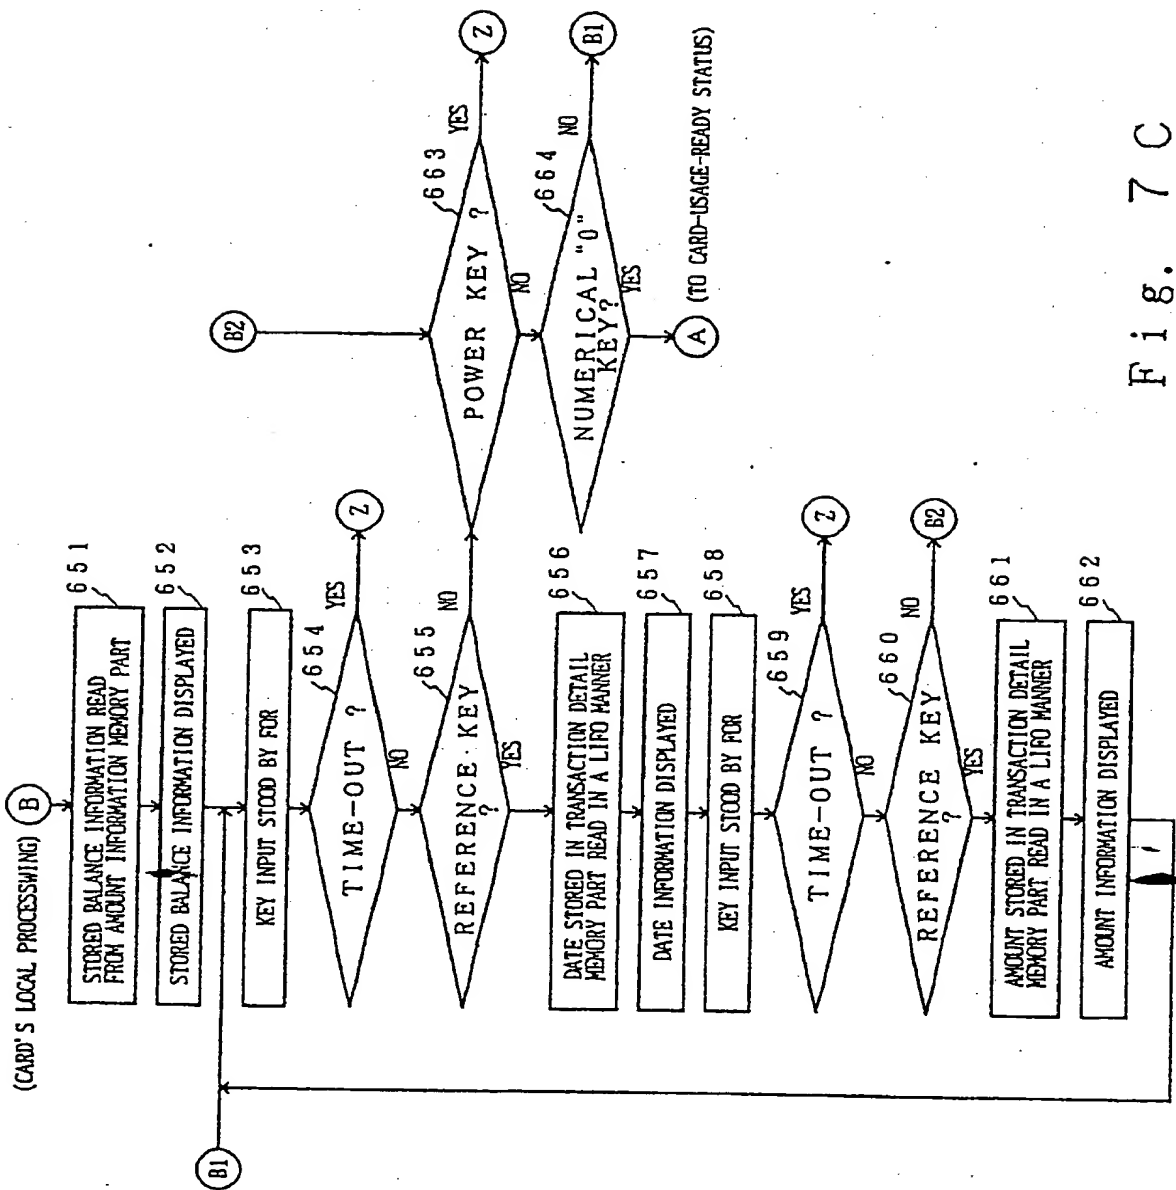 (CARD'S LOCAL PROCESSWING)
B
651
STORED BALANCE INFORMATION READ
FROM AMOUNT INFORMATION MEMORY PART
652
STORED BALANCE INFORMATION DISPLAYED
B1
653
KEY INPUT STOOD BY FOR
654
TIME-OUT ?
YES
Z
NO
655
REFERENCE KEY
?
NO
YES
656
DATE STORED IN TRANSACTION DETAIL
MEMORY PART READ IN A LIFO MANNER
657
DATE INFORMATION DISPLAYED
658
KEY INPUT STOOD BY FOR
659
TIME-OUT ?
YES
Z
NO
660
REFERENCE KEY
?
NO
B2
YES
661
AMOUNT STORED IN TRANSACTION DETAIL
MEMORY PART READ IN A LIFO MANNER
662
AMOUNT INFORMATION DISPLAYED
B2
663
POWER KEY ?
YES
Z
NO
664
NUMERICAL "0"
KEY?
NO
B1
YES
A
(TO CARD-USAGE-READY STATUS)
Fig. 7 C